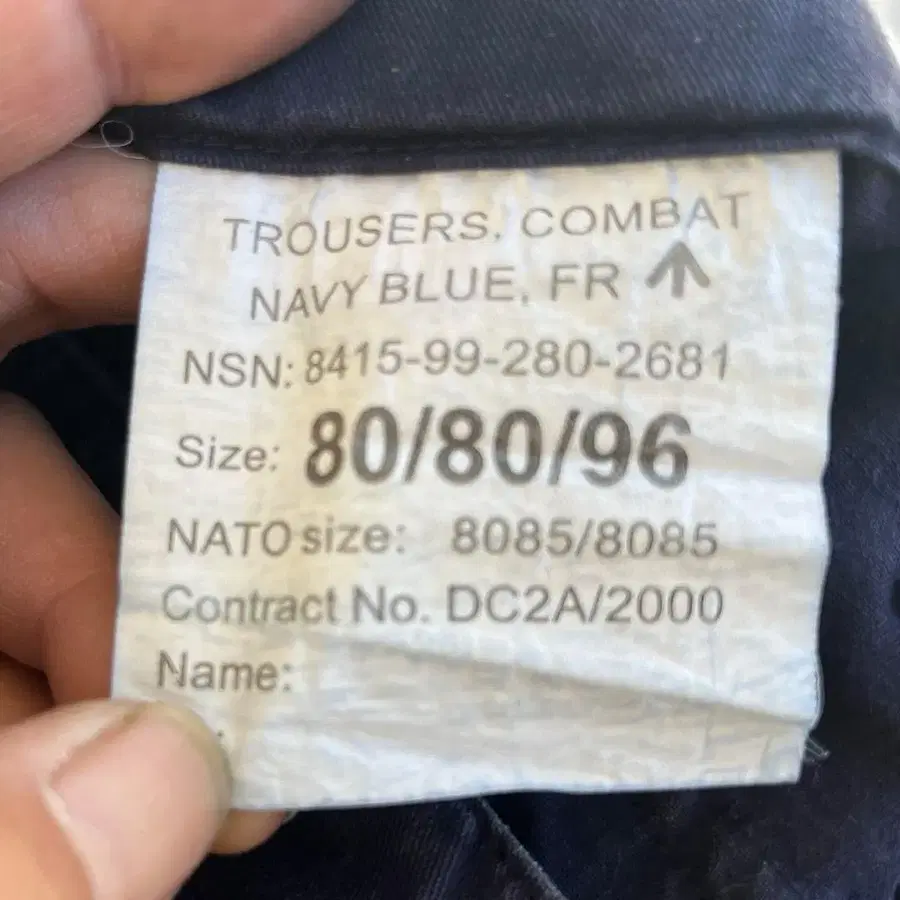 TROUSERS, COMBAT
NAVY BLUE, FR
NSN: 8415-99-280-2681
Size: 80/80/96
NATO size: 8085/8085
Contract No. DC2A/2000
Name: